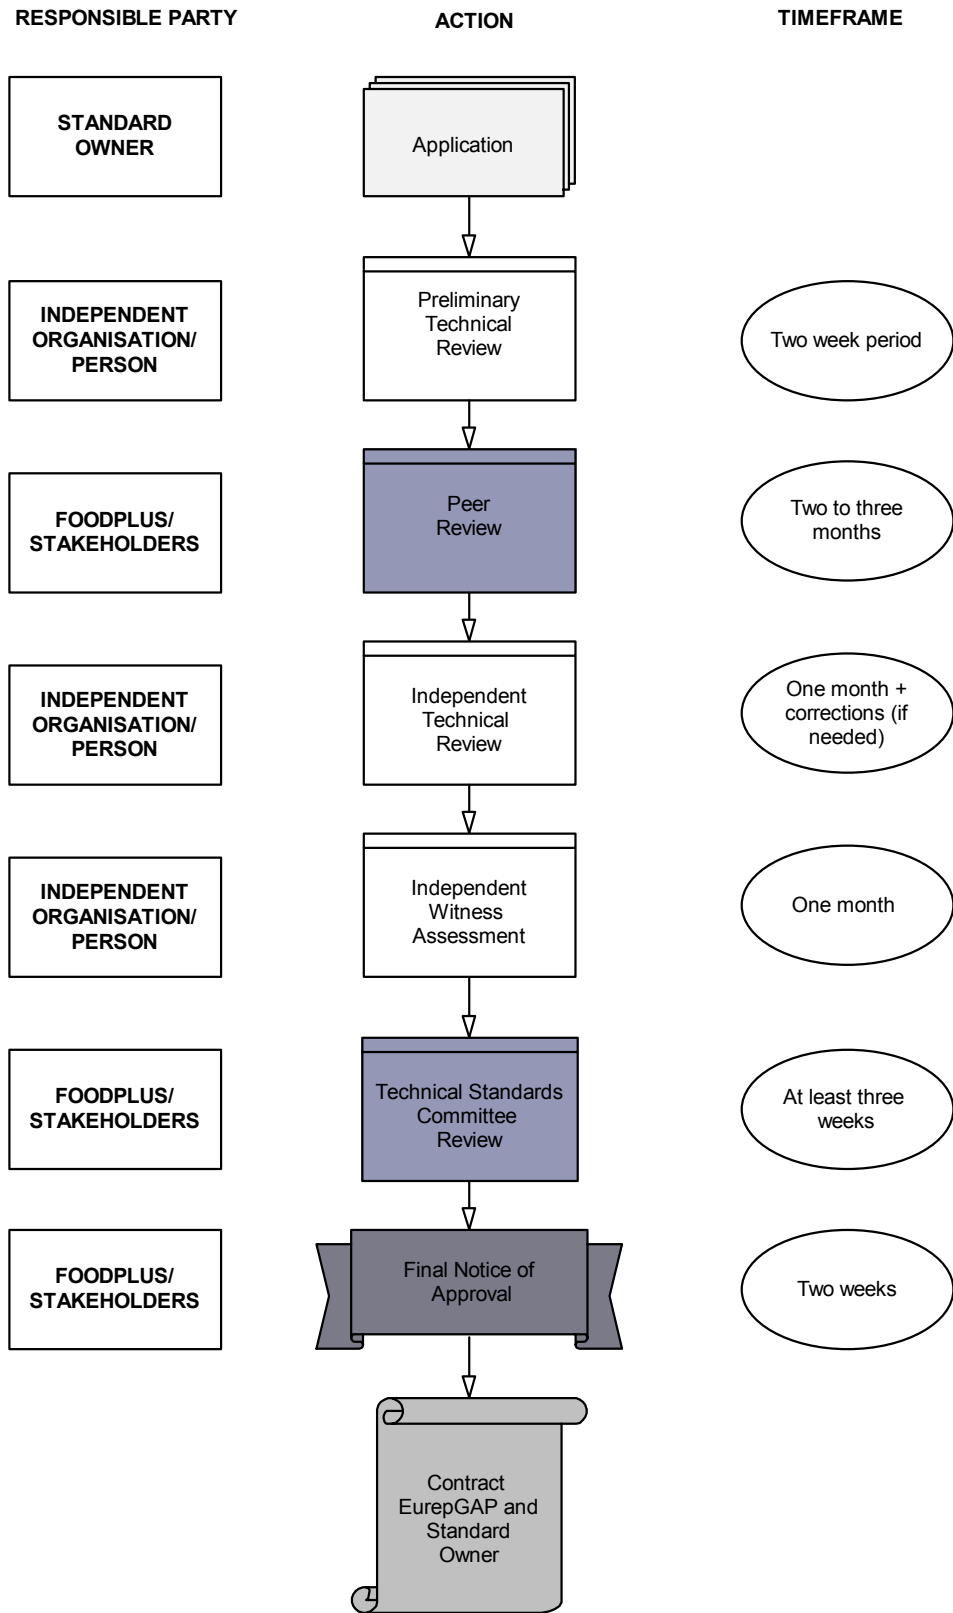 RESPONSIBLE PARTY
ACTION
TIMEFRAME
STANDARD
OWNER
Application
INDEPENDENT
ORGANISATION/
PERSON
Preliminary
Technical
Review
Two week period
FOODPLUS/
STAKEHOLDERS
Peer
Review
Two to three
months
INDEPENDENT
ORGANISATION/
PERSON
Independent
Technical
Review
One month +
corrections (if
needed)
INDEPENDENT
ORGANISATION/
PERSON
Independent
Witness
Assessment
One month
FOODPLUS/
STAKEHOLDERS
Technical Standards
Committee
Review
At least three
weeks
FOODPLUS/
STAKEHOLDERS
Final Notice of
Approval
Two weeks
Contract
EurepGAP and
Standard
Owner